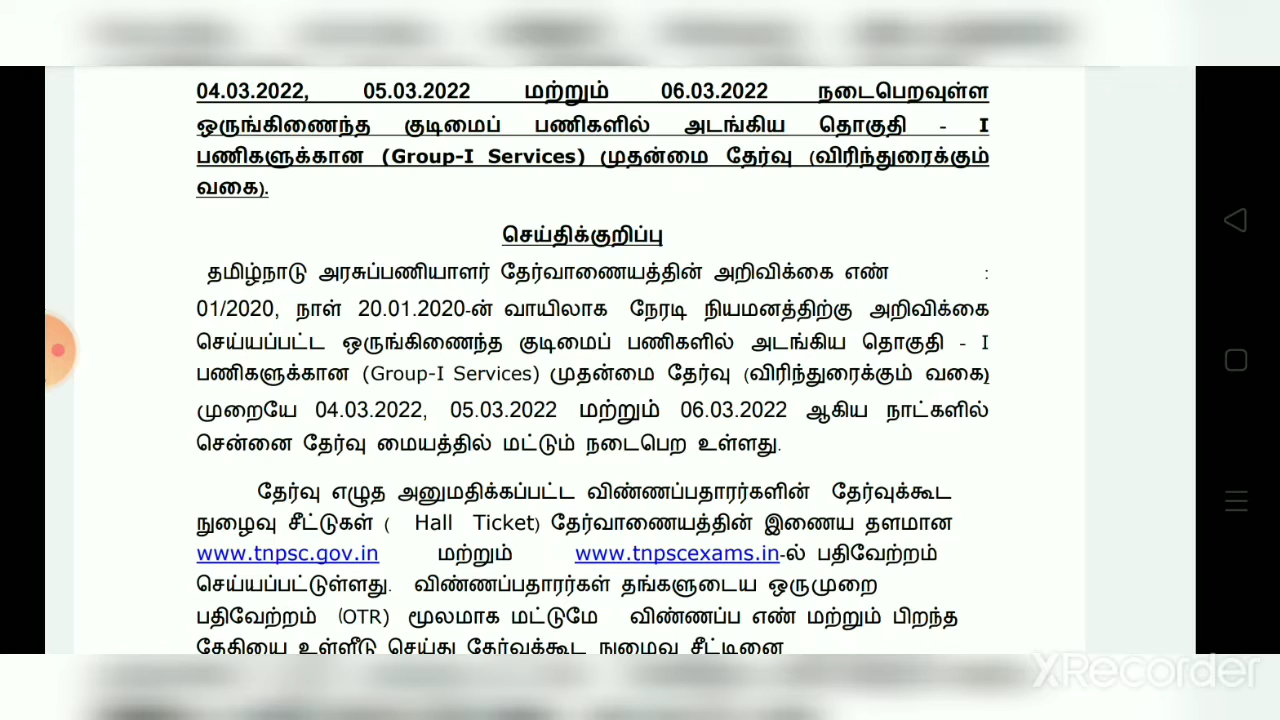 04.03.2022, 05.03.2022 மற்றும் 06.03.2022 நடைபெறவுள்ள
ஒருங்கிணைந்த குடிமைப் பணிகளில் அடங்கிய தொகுதி - I
பணிகளுக்கான (Group-I Services) (முதன்மை தேர்வு (விரிந்துரைக்கும்
வகை).
செய்திக்குறிப்பு
தமிழ்நாடு அரசுப்பணியாளர் தேர்வாணையத்தின் அறிவிக்கை எண் :
01/2020, நாள் 20.01.2020-ன் வாயிலாக நேரடி நியமனத்திற்கு அறிவிக்கை
செய்யப்பட்ட ஒருங்கிணைந்த குடிமைப் பணிகளில் அடங்கிய தொகுதி - I
பணிகளுக்கான (Group-I Services) (முதன்மை தேர்வு (விரிந்துரைக்கும் வகை)
முறையே 04.03.2022, 05.03.2022 மற்றும் 06.03.2022 ஆகிய நாட்களில்
சென்னை தேர்வு மையத்தில் மட்டும் நடைபெற உள்ளது.
தேர்வு எழுத அனுமதிக்கப்பட்ட விண்ணப்பதாரர்களின் தேர்வுக்கூட
நுழைவு சீட்டுகள் ( Hall Ticket) தேர்வாணையத்தின் இணைய தளமான
www.tnpsc.gov.in மற்றும் www.tnpscexams.in-ல் பதிவேற்றம்
செய்யப்பட்டுள்ளது. விண்ணப்பதாரர்கள் தங்களுடைய ஒருமுறை
பதிவேற்றம் (OTR) மூலமாக மட்டுமே விண்ணப்ப எண் மற்றும் பிறந்த
தேதியை உள்ளீடு செய்து தேர்வுக்கூட நுழைவு சீட்டினை
XRecorder